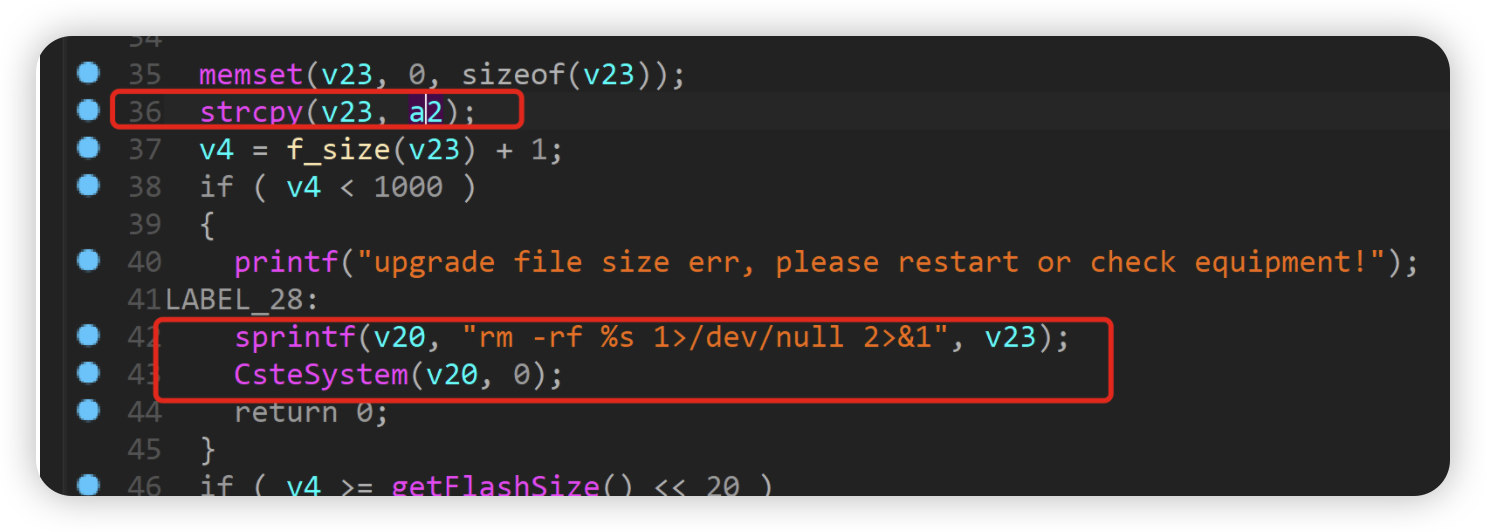 34
35 memset(v23, 0, sizeof(v23));
36 strcpy(v23, a2);
37 v4 = f_size(v23) + 1;
38 if ( v4 < 1000 )
39 {
40 printf("upgrade file size err, please restart or check equipment!");
41 LABEL_28:
42 sprintf(v20, "rm -rf %s 1>/dev/null 2>&1", v23);
43 CsteSystem(v20, 0);
44 return 0;
45 }
46 if ( v4 >= getFlashSize() << 20 )